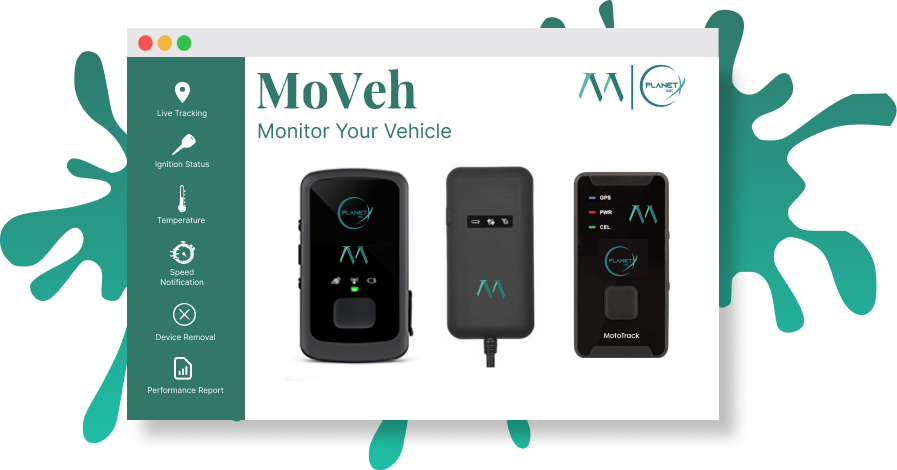 Live Tracking
Ignition Status
Temperature
Speed
Notification
Device Removal
Performance Report
MoVeh
Monitor Your Vehicle
PLANET
INC
PLANET
GPS
PWR
CEL
PLANET
MotoTrack